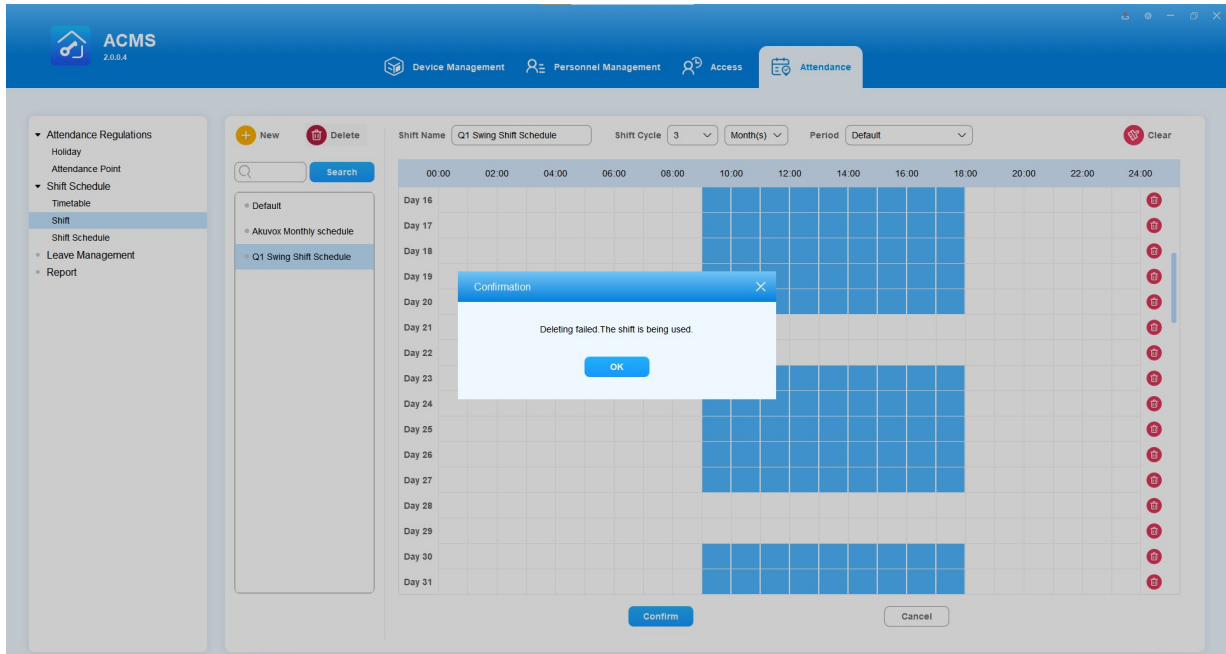 ACMS
2.0.0.4
Device Management Personnel Management Access Attendance
Attendance Regulations
Holiday
Attendance Point
Shift Schedule
Timetable
Shift
Shift Schedule
Leave Management
Report
New Delete
Search
Default
Akuvox Monthly schedule
Q1 Swing Shift Schedule
Shift Name Q1 Swing Shift Schedule Shift Cycle 3 Month(s) Period Default Clear
00:00 02:00 04:00 06:00 08:00 10:00 12:00 14:00 16:00 18:00 20:00 22:00 24:00
Day 16
Day 17
Day 18
Day 19
Day 20
Day 21
Day 22
Day 23
Day 24
Day 25
Day 26
Day 27
Day 28
Day 29
Day 30
Day 31
Confirmation
Deleting failed.The shift is being used.
OK
Confirm Cancel